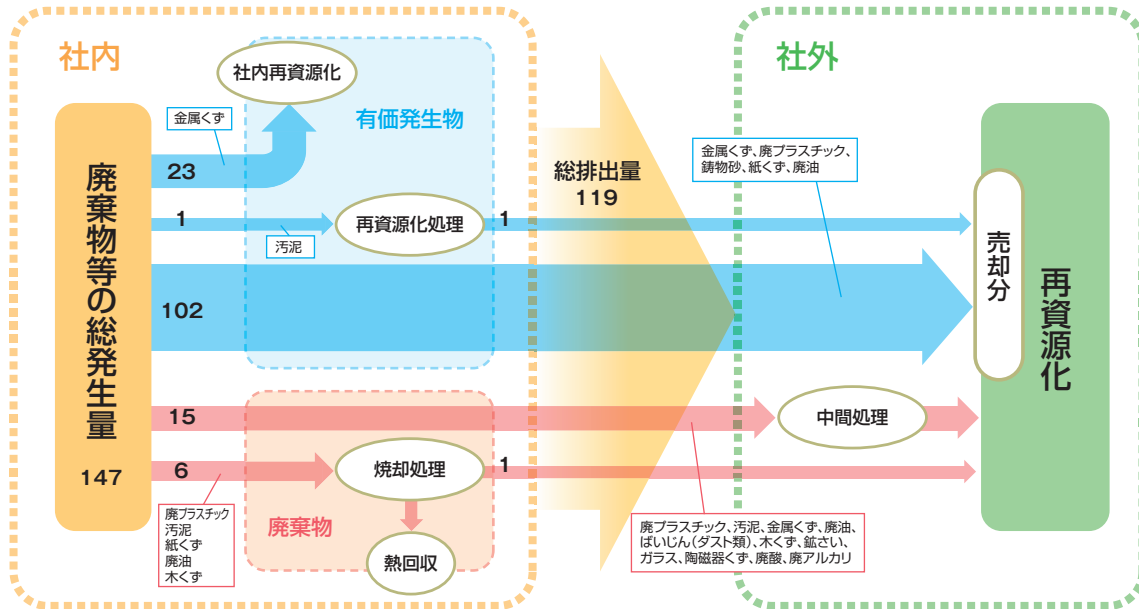 社内
社外
社内再資源化
有価発生物
金属くず
23
廃棄物等の総発生量
147
総排出量
119
金属くず、廃プラスチック、
鋳物砂、紙くず、廃油
1
汚泥
再資源化処理
1
102
売却分
再資源化
15
中間処理
6
焼却処理
1
廃棄物
熱回収
廃プラスチック
汚泥
紙くず
廃油
木くず
廃プラスチック、汚泥、金属くず、廃油、
ばいじん(ダスト類)、木くず、鉱さい、
ガラス、陶磁器くず、廃酸、廃アルカリ